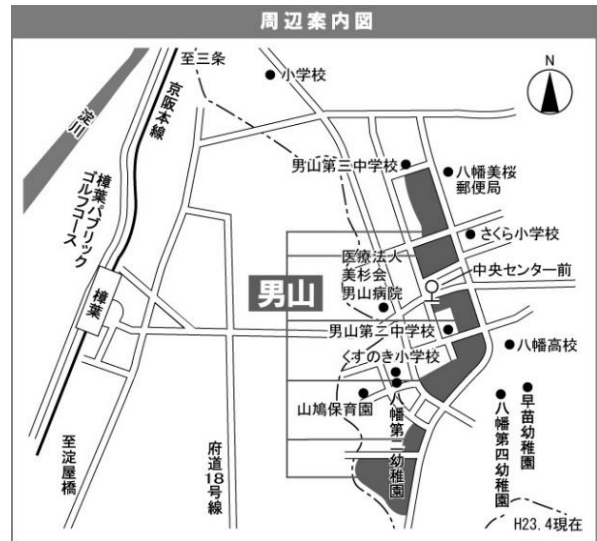 周辺案内図
至三条
小学校
N
京阪本線
淀川
樟葉パブリック
ゴルフコース
男山第三中学校
八幡美桜
郵便局
さくら小学校
医療法人
美杉会
男山病院
中央センター前
男山
樟葉
男山第二中学校
八幡高校
くすのき小学校
山鳩保育園
八幡第二幼稚園
早苗幼稚園
八幡第四幼稚園
至淀屋橋
府道18号線
H23.4現在